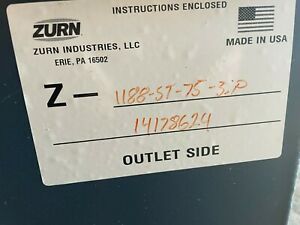 INSTRUCTIONS ENCLOSED
ZURN
ZURN INDUSTRIES, LLC
ERIE, PA 16502
MADE IN USA
Z- 1188-ST-75-3ip
14178624
OUTLET SIDE